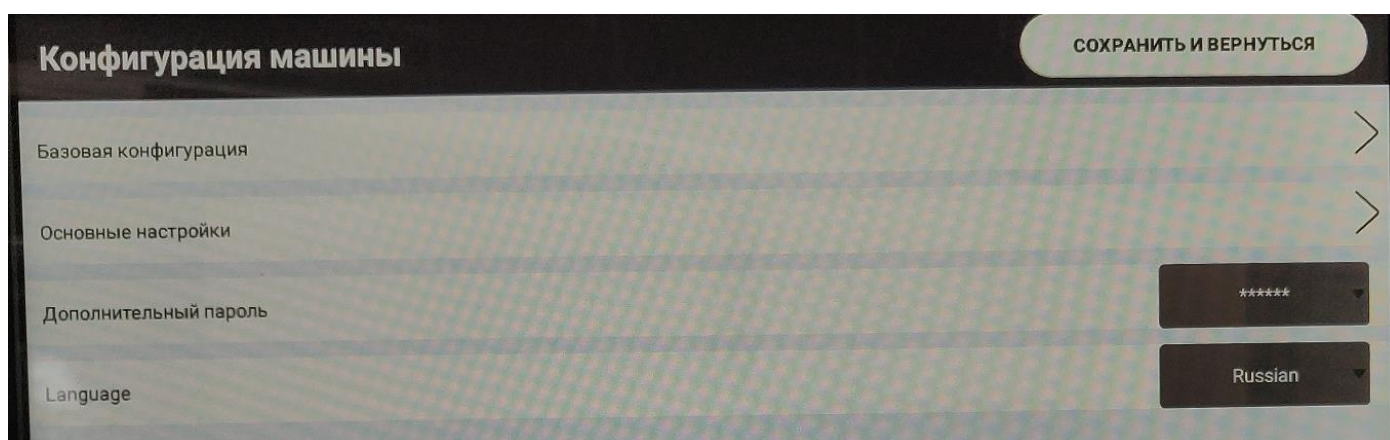 Конфигурация машины
СОХРАНИТЬ И ВЕРНУТЬСЯ
Базовая конфигурация
Основные настройки
Дополнительный пароль
******
Language
Russian